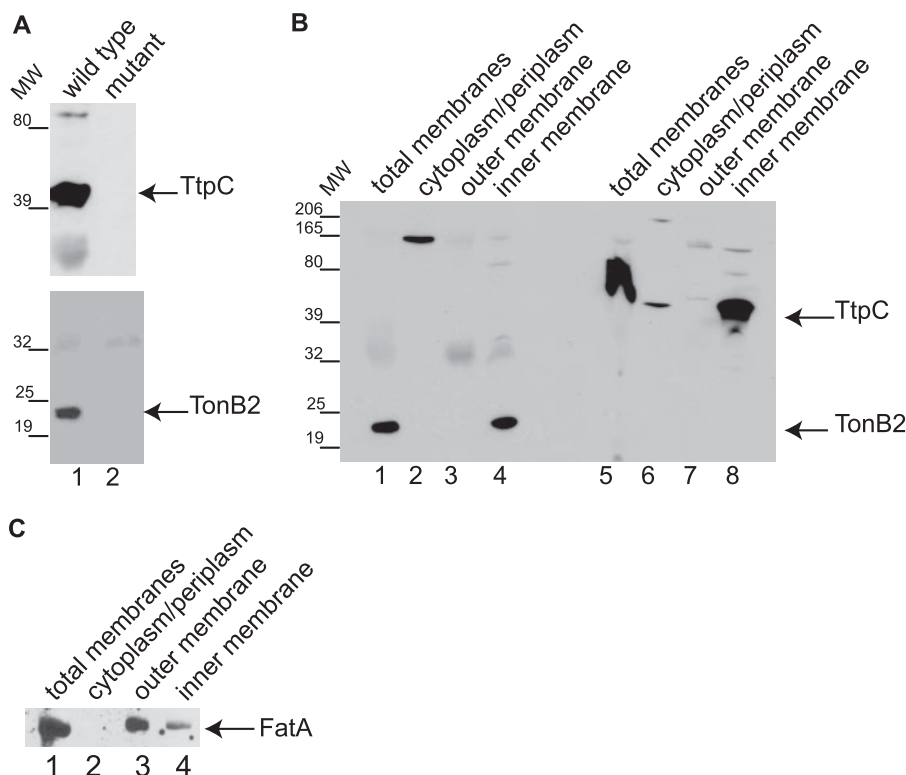 A
MW
wild type
mutant
80
39
TtpC
32
25
19
TonB2
1 2
B
MW
total membranes
cytoplasm/periplasm
outer membrane
inner membrane
total membranes
cytoplasm/periplasm
outer membrane
inner membrane
206
165
80
39
32
25
19
TtpC
TonB2
1 2 3 4 5 6 7 8
C
total membranes
cytoplasm/periplasm
outer membrane
inner membrane
FatA
1 2 3 4